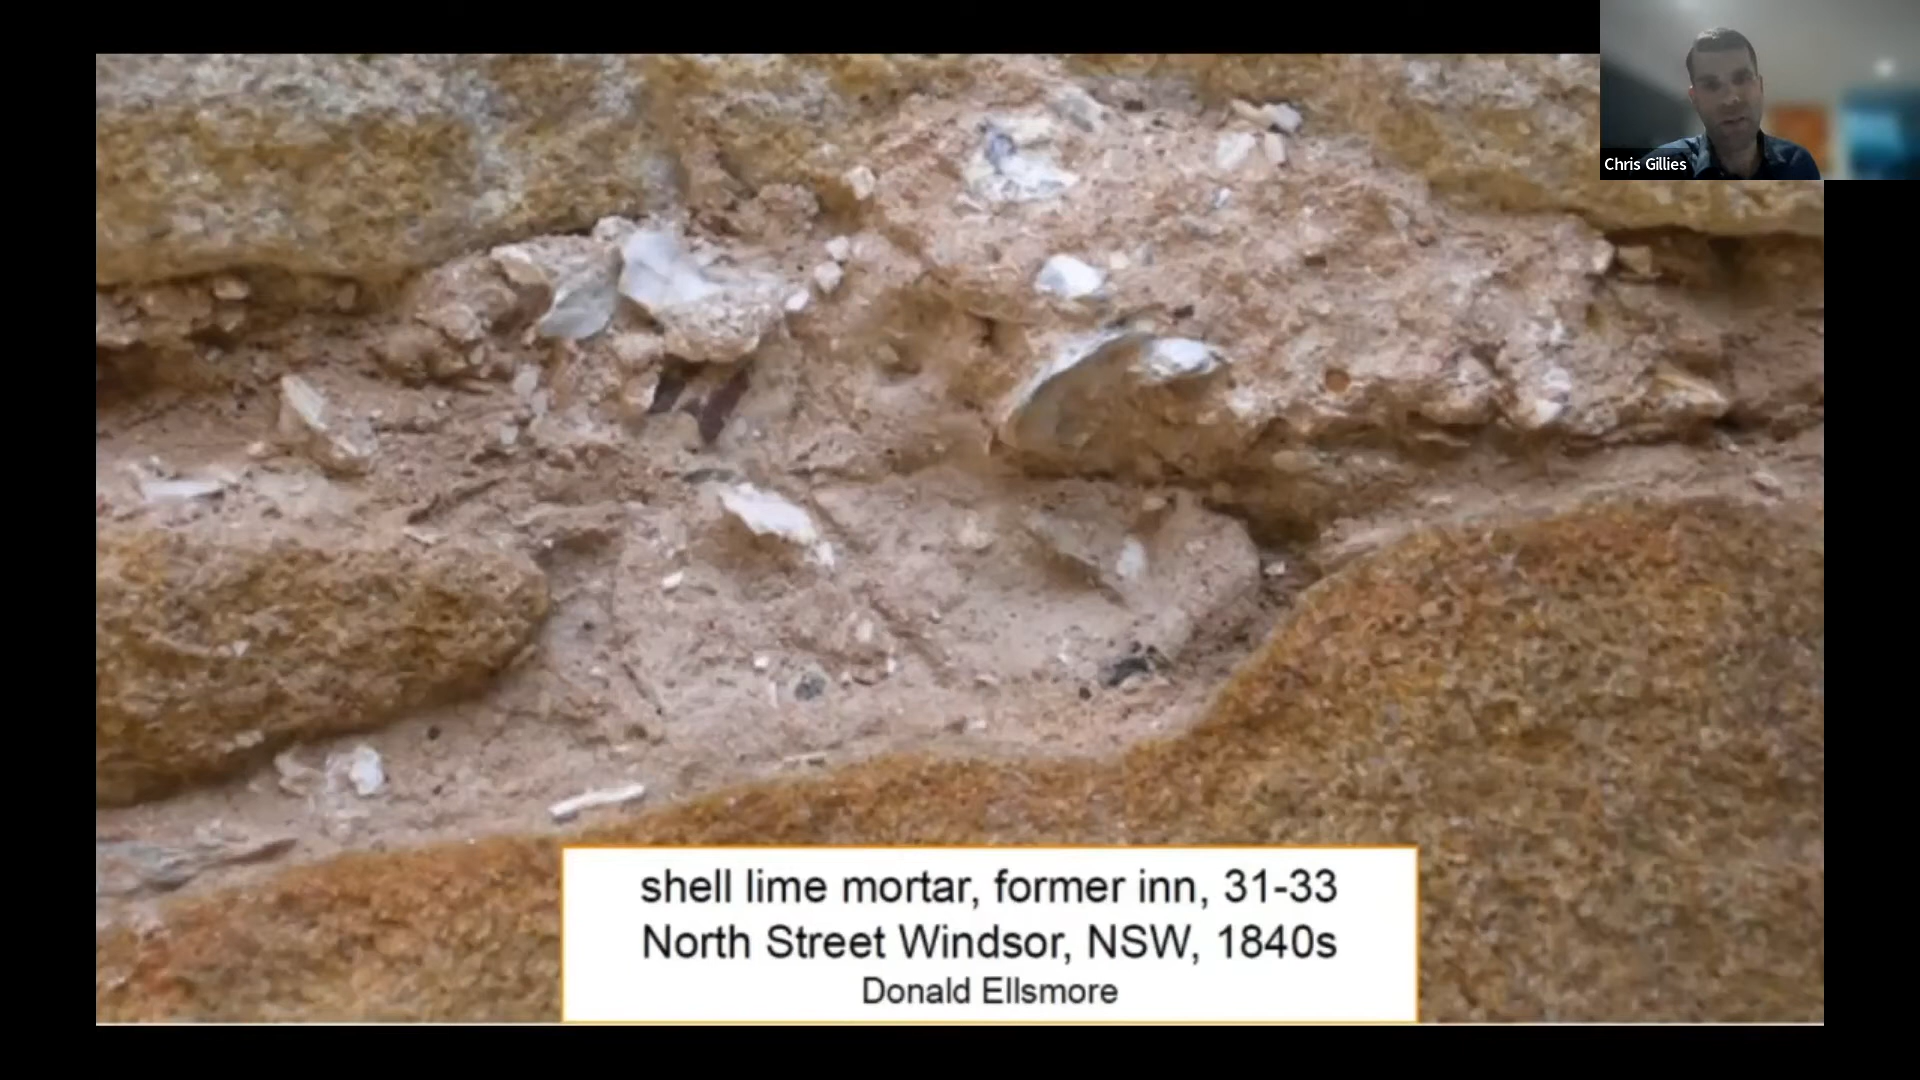 Chris Gillies
shell lime mortar, former inn, 31-33
North Street Windsor, NSW, 1840s
Donald Ellsmore